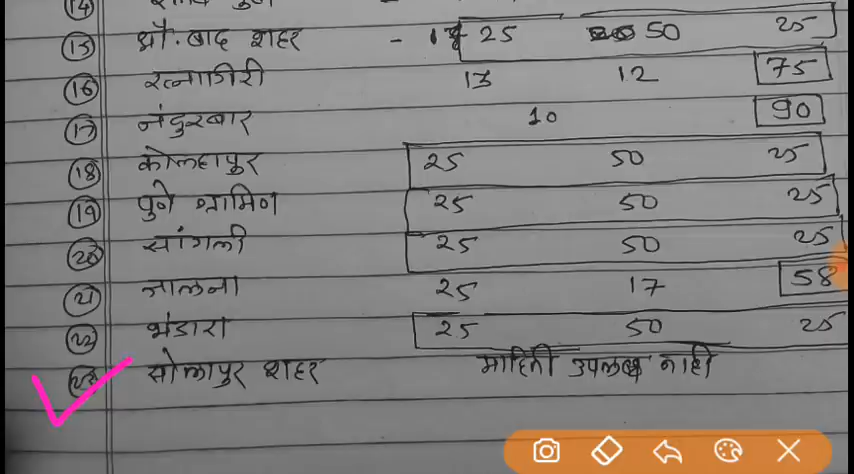 (14)
(15) औ. बाद शहर - 25 50 25
(16) रत्नागिरी 13 12 75
(17) नंदुरबार 10 90
(18) कोल्हापुर 25 50 25
(19) पुणे ग्रामिण 25 50 25
(20) सांगली 25 50 25
(21) जालना 25 17 58
(22) भंडारा 25 50 25
(23) सोलापुर शहर माहिती उपलब्ध नाही